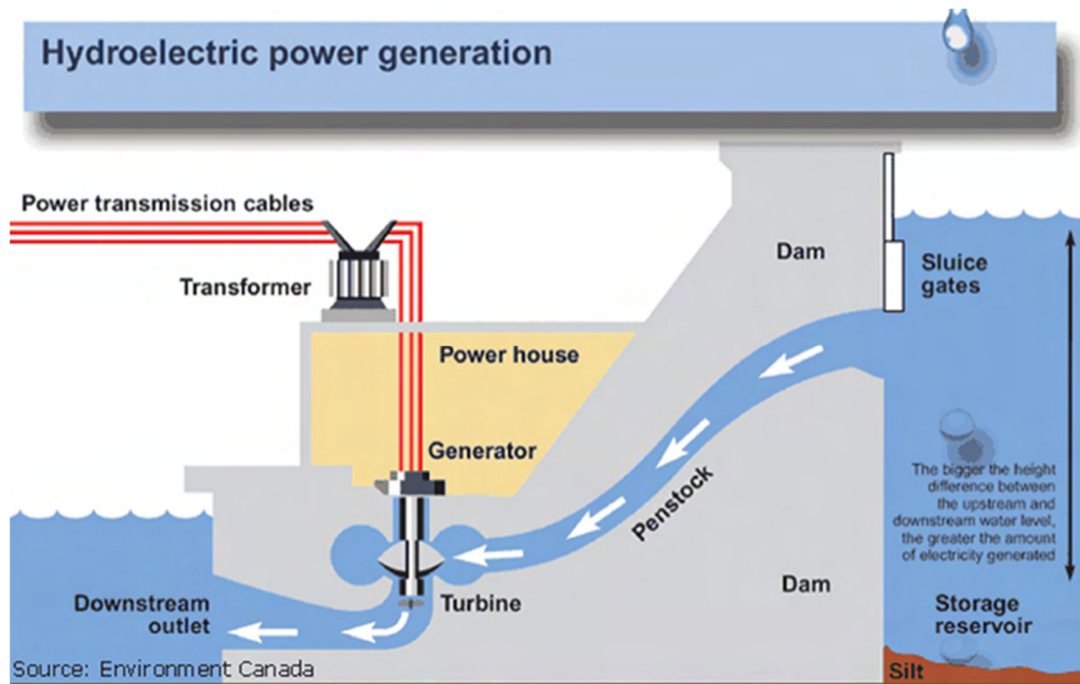 Hydroelectric power generation
Power transmission cables
Transformer
Dam
Sluice
gates
Power house
Generator
Penstock
The bigger the height
difference between
the upstream and
downstream water level,
the greater the amount
of electricity generated
Turbine
Dam
Downstream
outlet
Storage
reservoir
Silt
Source: Environment Canada